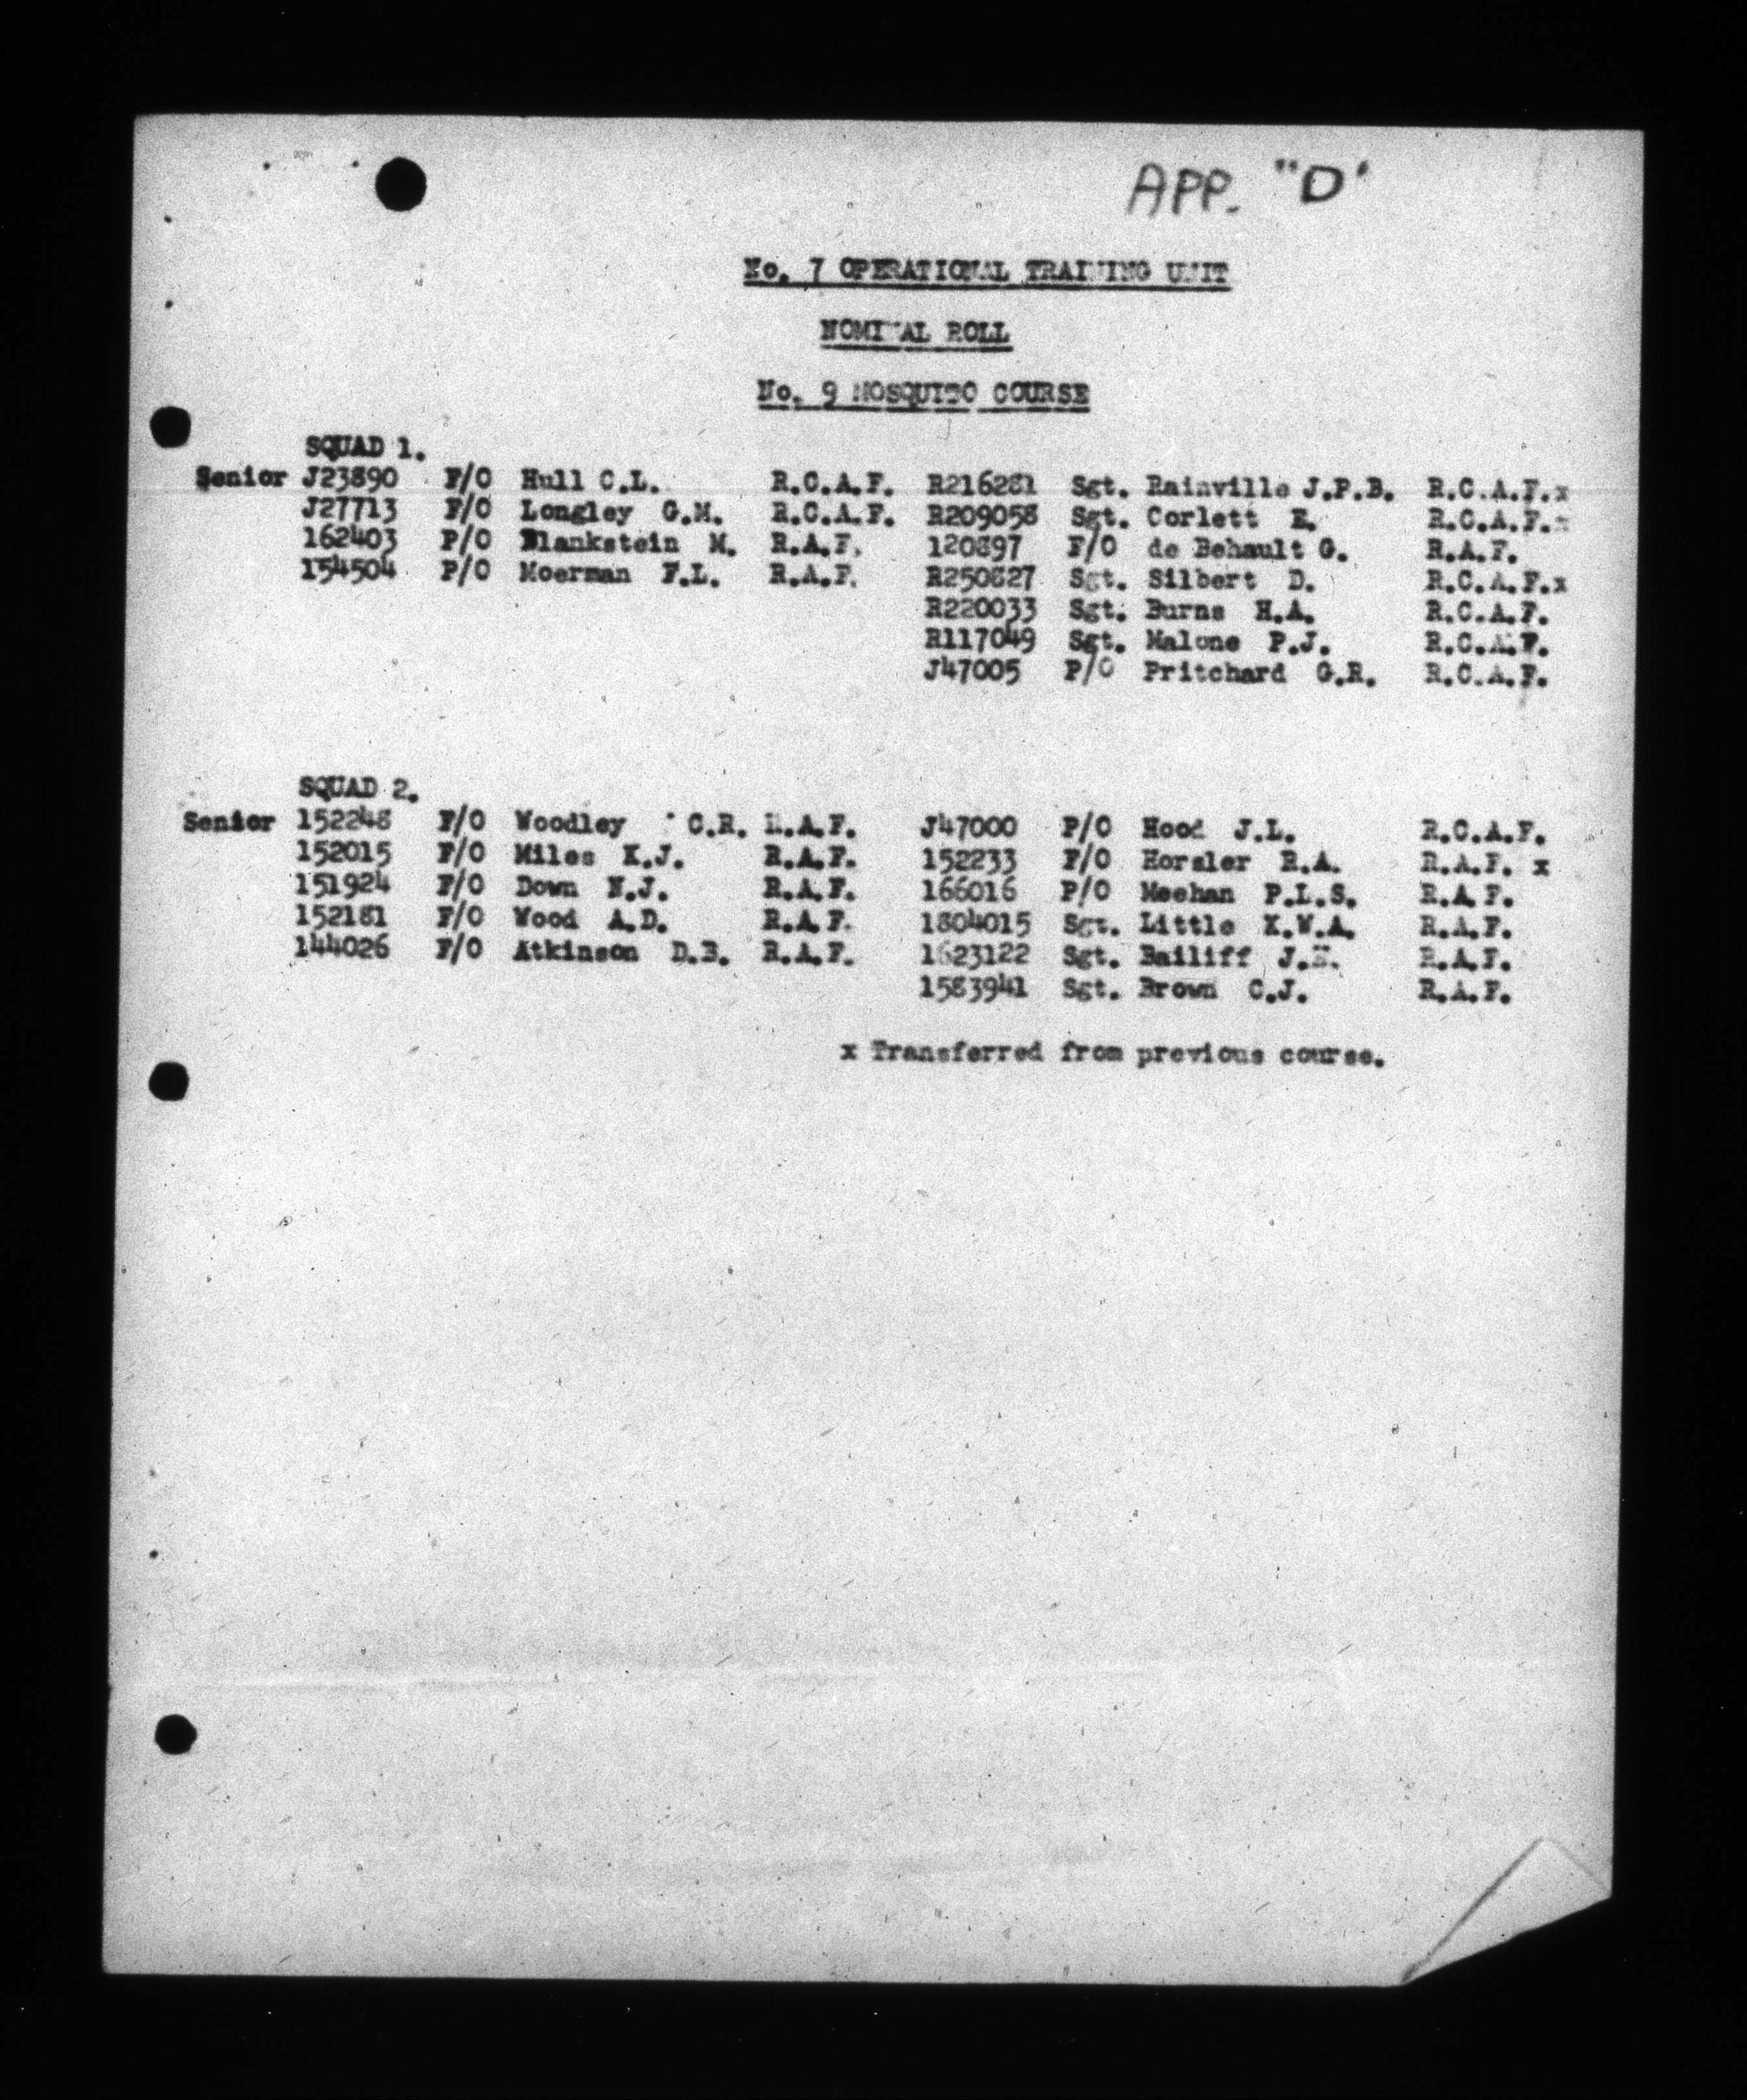 APP. "D"
No. 7 OPERATIONAL TRAINING UNIT
NOMINAL ROLL
No. 9 MOSQUITO COURSE
SQUAD 1.
Senior J23890 F/O Hull C.L. R.C.A.F. R216281 Sgt. Rainville J.P.B. R.C.A.F.x
J27713 F/O Longley G.M. R.C.A.F. R209058 Sgt. Corlett E. R.C.A.F.x
162403 P/O Blankstein M. R.A.F. 120897 F/O de Behault G. R.A.F.
154504 P/O Moerman F.L. R.A.F. R250827 Sgt. Silbert D. R.C.A.F.x
R220033 Sgt. Burns H.A. R.C.A.F.
R117049 Sgt. Malone P.J. R.C.A.F.
J47005 P/O Pritchard G.R. R.C.A.F.
SQUAD 2.
Senior 152248 F/O Woodley C.R. R.A.F. J47000 P/O Hood J.L. R.C.A.F.
152015 F/O Miles K.J. R.A.F. 152233 F/O Horsler R.A. R.A.F. x
151924 F/O Down N.J. R.A.F. 166016 P/O Meehan P.L.S. R.A.F.
152181 F/O Wood A.D. R.A.F. 1804015 Sgt. Little K.W.A. R.A.F.
144026 F/O Atkinson D.B. R.A.F. 1623122 Sgt. Bailiff R.A.F.
1583941 Sgt. Brown C.J. R.A.F.
x Transferred from previous course.